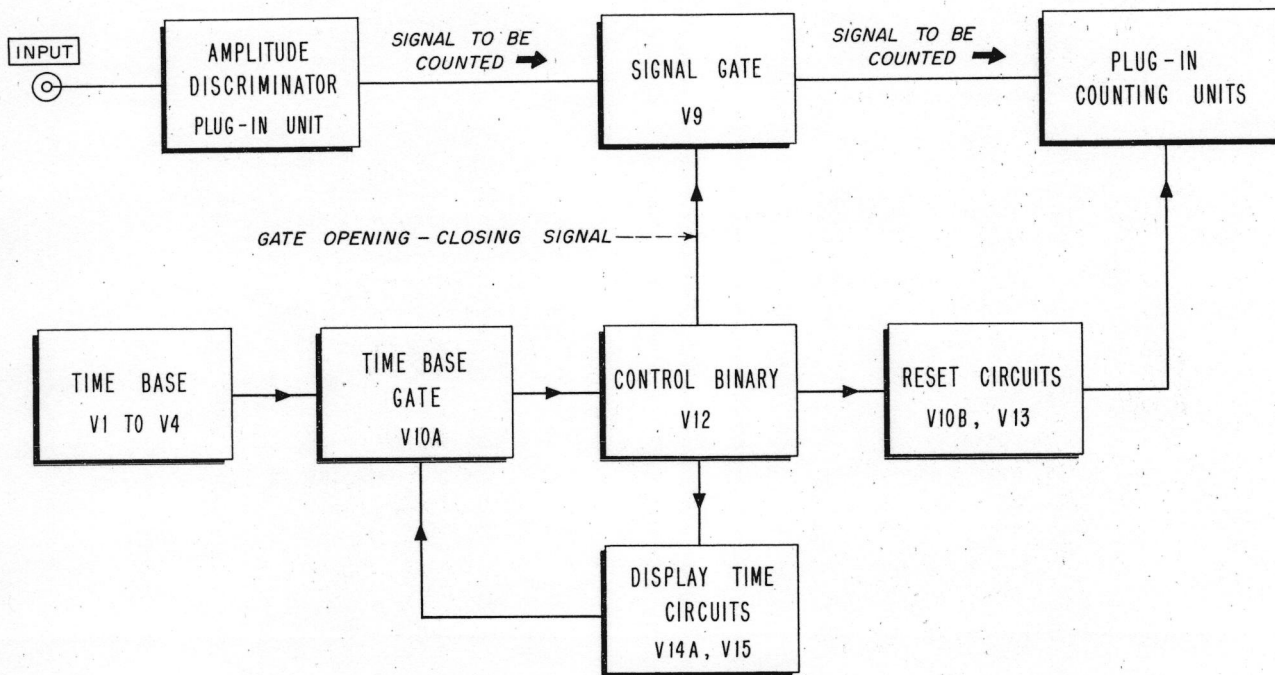 INPUT
AMPLITUDE
DISCRIMINATOR
PLUG-IN UNIT
SIGNAL TO BE
COUNTED
SIGNAL GATE
V9
SIGNAL TO BE
COUNTED
PLUG-IN
COUNTING UNITS
GATE OPENING-CLOSING SIGNAL
TIME BASE
V1 TO V4
TIME BASE
GATE
V10A
CONTROL BINARY
V12
RESET CIRCUITS
V10B, V13
DISPLAY TIME
CIRCUITS
V14A, V15